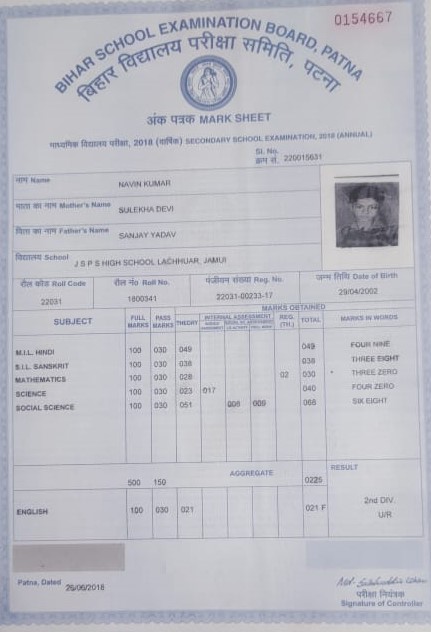 0154667
BIHAR SCHOOL EXAMINATION BOARD, PATNA
बिहार विद्यालय परीक्षा समिति, पटना
अंक पत्रक MARK SHEET
माध्यमिक विद्यालय परीक्षा, 2018 (वार्षिक) SECONDARY SCHOOL EXAMINATION, 2018 (ANNUAL)
Sl. No.
क्रम सं. 220015631
नाम Name NAVIN KUMAR
माता का नाम Mother's Name SULEKHA DEVI
पिता का नाम Father's Name SANJAY YADAV
विद्यालय School J S P S HIGH SCHOOL LACHHUAR, JAMUI
रौल कोड Roll Code रौल नं० Roll No. पंजीयन संख्या Reg. No. जन्म तिथि Date of Birth
22031 1800341 22031-00233-17 29/04/2002
MARKS OBTAINED
SUBJECT FULL MARKS PASS MARKS THEORY INTERNAL ASSESSMENT REG. (TH.) TOTAL MARKS IN WORDS
M.I.L. HINDI 100 030 049 049 FOUR NINE
S.I.L. SANSKRIT 100 030 038 038 THREE EIGHT
MATHEMATICS 100 030 028 02 030 * THREE ZERO
SCIENCE 100 030 023 017 040 FOUR ZERO
SOCIAL SCIENCE 100 030 051 008 009 068 SIX EIGHT
AGGREGATE RESULT
500 150 0225
ENGLISH 100 030 021 021 F 2nd DIV.
U/R
Patna, Dated 26/06/2018
परीक्षा नियंत्रक
Signature of Controller